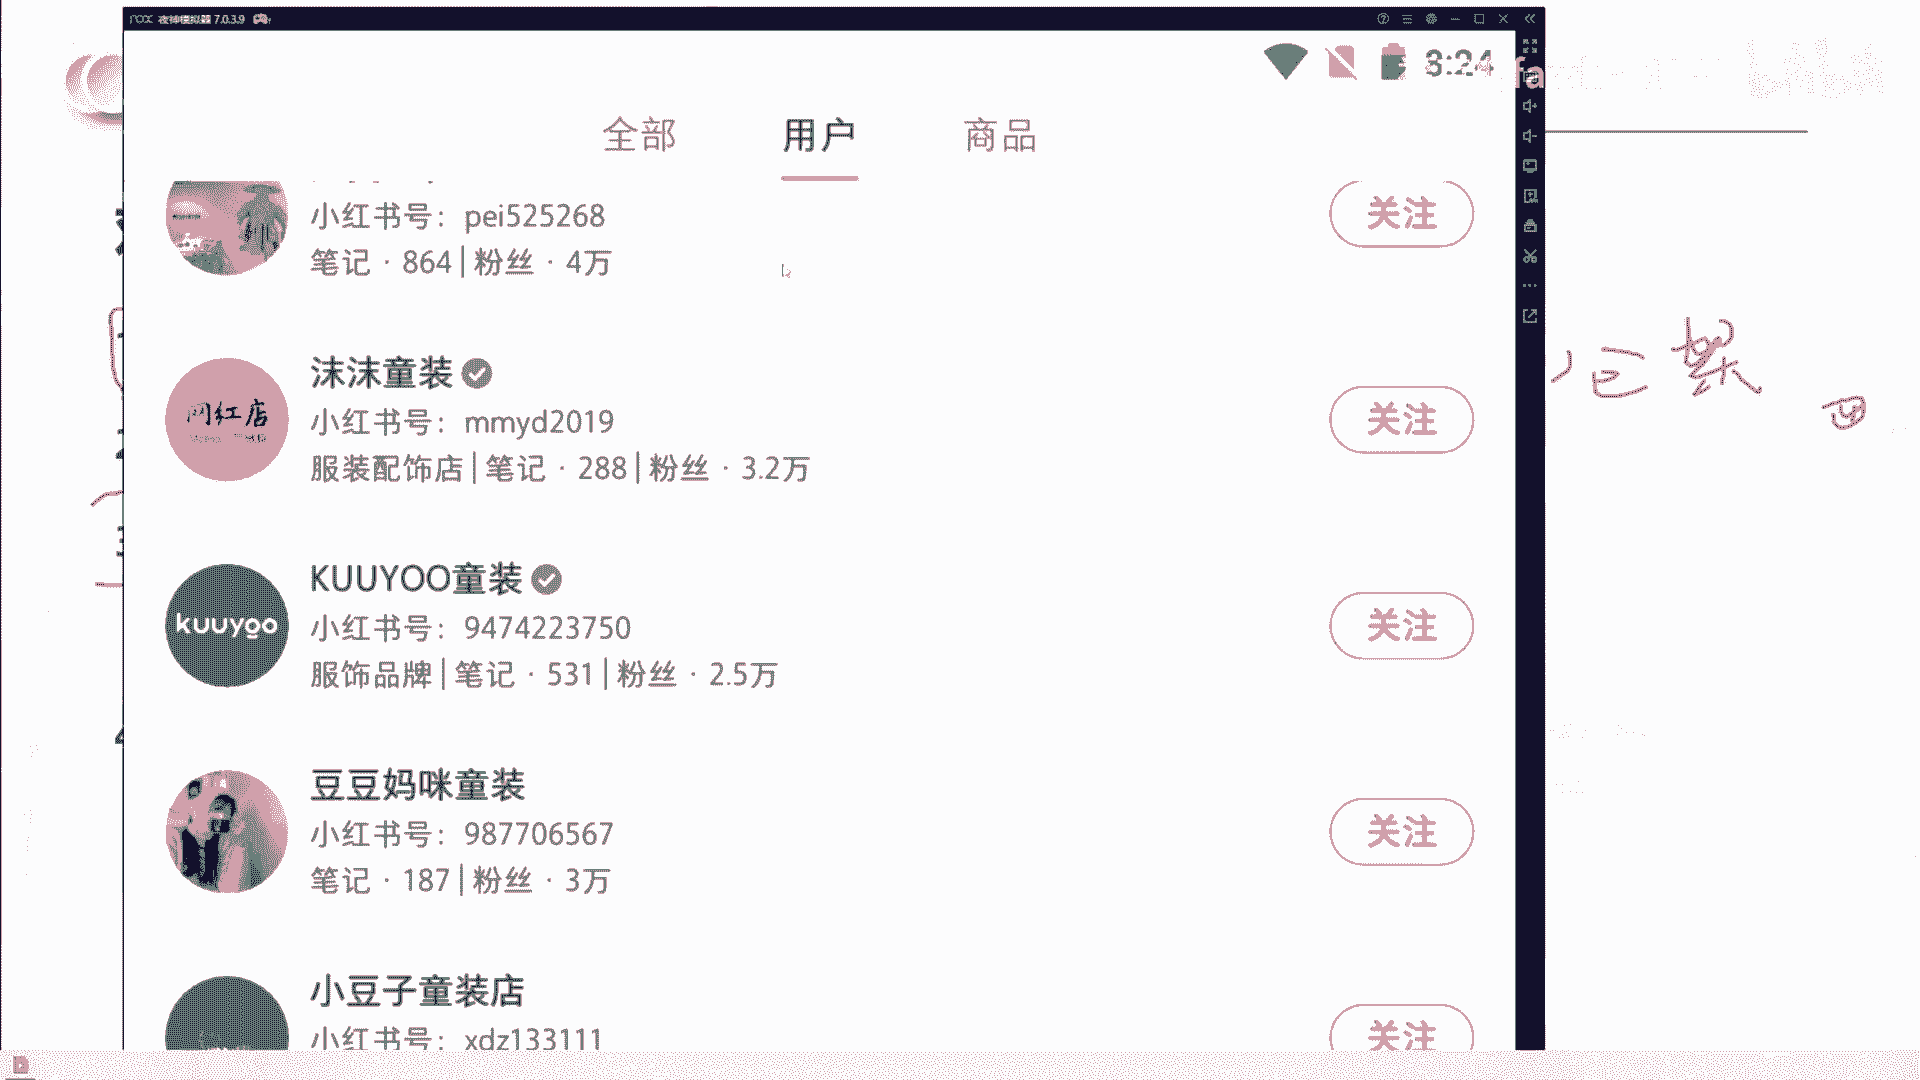 nox 夜神模拟器 7.0.3.9
3:24
fa
全部 用户 商品
小红书号：pei525268
笔记 · 864 | 粉丝 · 4万
关注
沫沫童装
网红店
小红书号：mmyd2019
服装配饰店 | 笔记 · 288 | 粉丝 · 3.2万
关注
KUUYOO童装
kuuyoo
小红书号：9474223750
服饰品牌 | 笔记 · 531 | 粉丝 · 2.5万
关注
豆豆妈咪童装
小红书号：987706567
笔记 · 187 | 粉丝 · 3万
关注
小豆子童装店
小红书号：xdz133111
关注